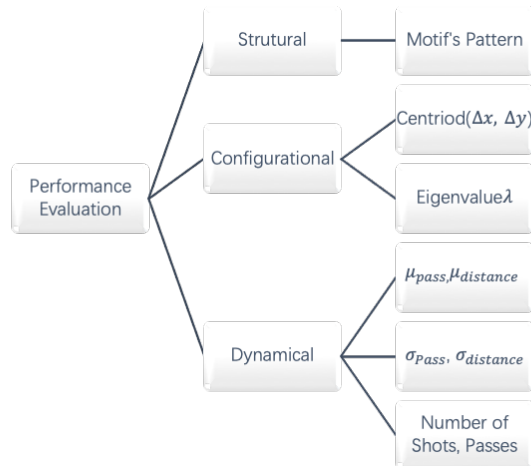 Strutural
Motif's Pattern
Centriod(Δx, Δy)
Configurational
Performance
Evaluation
Eigenvalueλ
μpass,μdistance
Dynamical
σPass, σdistance
Number of
Shots, Passes